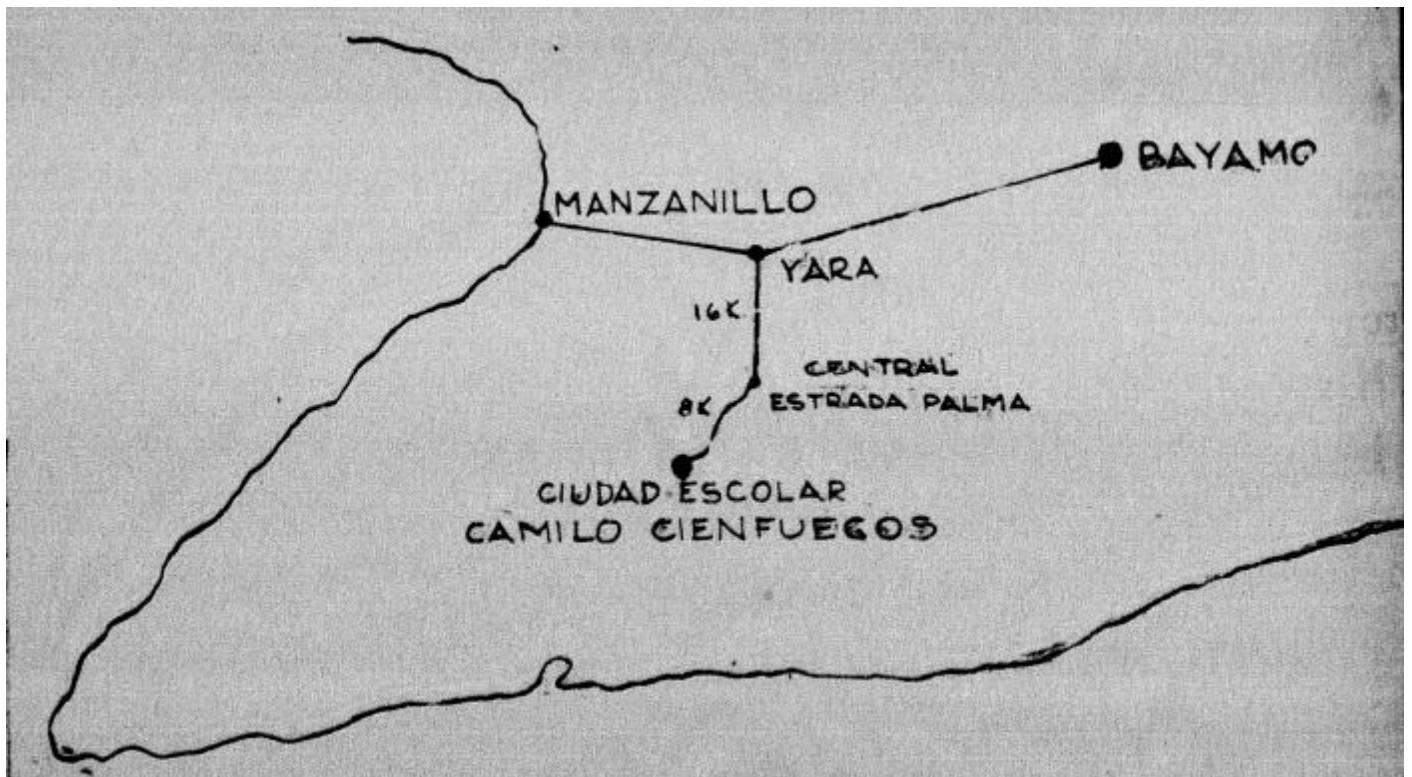 BAYAMO
MANZANILLO
YARA
16K
CENTRAL
ESTRADA PALMA
8K
CIUDAD ESCOLAR
CAMILO CIENFUEGOS